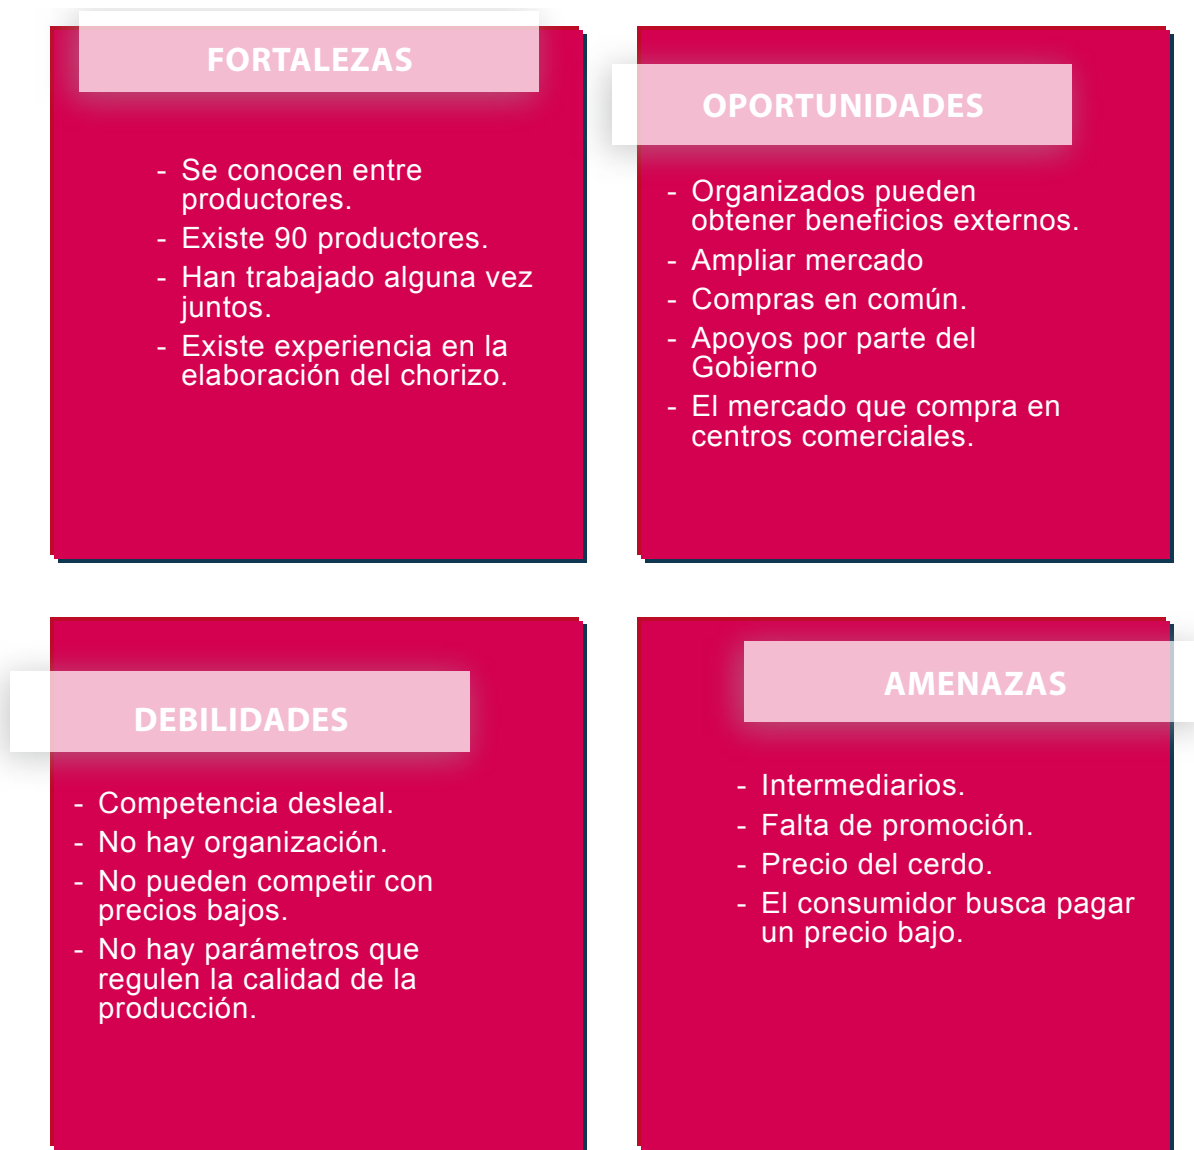 FORTALEZAS
- Se conocen entre
productores.
- Existe 90 productores.
- Han trabajado alguna vez
juntos.
- Existe experiencia en la
elaboración del chorizo.
OPORTUNIDADES
- Organizados pueden
obtener beneficios externos.
- Ampliar mercado
- Compras en común.
- Apoyos por parte del
Gobierno
- El mercado que compra en
centros comerciales.
DEBILIDADES
- Competencia desleal.
- No hay organización.
- No pueden competir con
precios bajos.
- No hay parámetros que
regulen la calidad de la
producción.
AMENAZAS
- Intermediarios.
- Falta de promoción.
- Precio del cerdo.
- El consumidor busca pagar
un precio bajo.